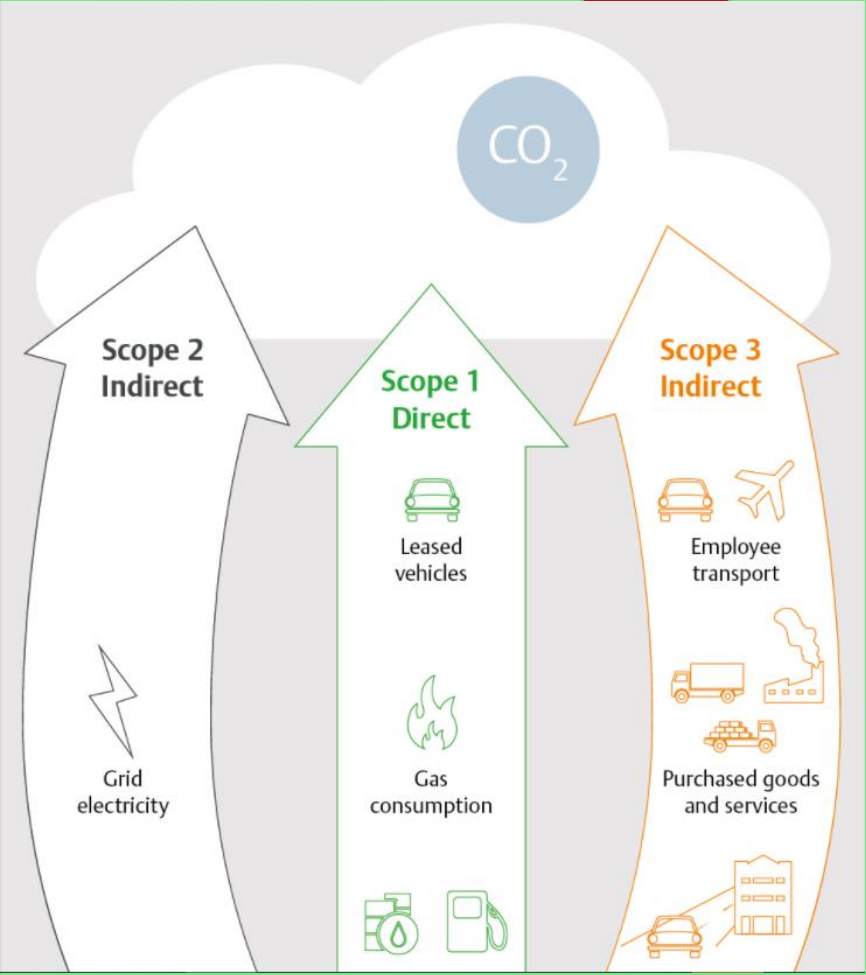 CO₂
Scope 2
Indirect
Scope 1
Direct
Scope 3
Indirect
Leased
vehicles
Employee
transport
Grid
electricity
Gas
consumption
Purchased goods
and services